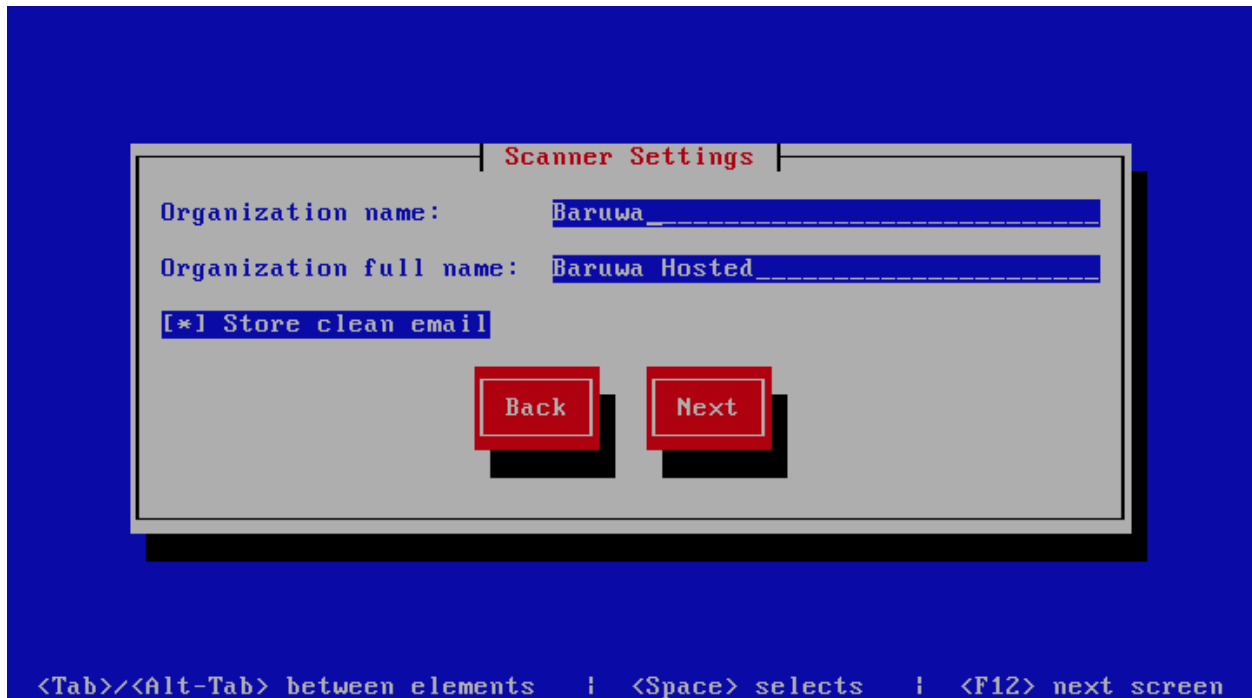 Scanner Settings
Organization name: Baruwa
Organization full name: Baruwa Hosted
[*] Store clean email
Back Next
<Tab>/<Alt-Tab> between elements | <Space> selects | <F12> next screen